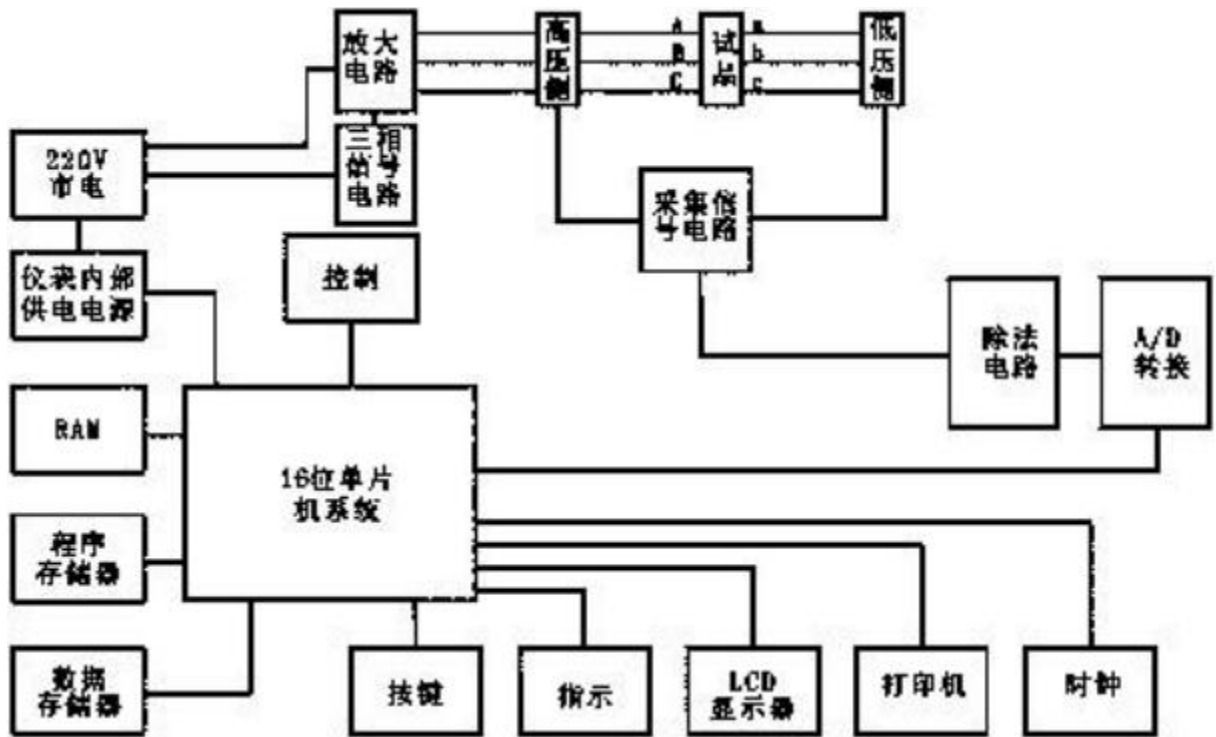 放大
电路
高
压
侧
A
B
C
试
品
a
b
c
低
压
侧
220V
市电
三相
信号
电路
采集信
号电路
仪表内部
供电电源
控制
除法
电路
A/D
转换
RAM
16位单片
机系统
程序
存储器
数据
存储器
按键
指示
LCD
显示器
打印机
时钟